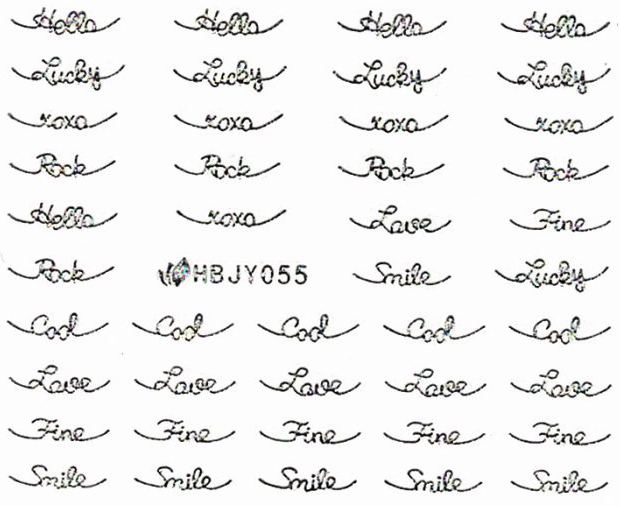 Hello Hello Hello Hello
Lucky Lucky Lucky Lucky
xoxo xoxo xoxo xoxo
Rock Rock Rock Rock
Hello xoxo Love Fine
Rock HBJY055 Smile Lucky
Cool Cool Cool Cool Cool
Love Love Love Love Love
Fine Fine Fine Fine Fine
Smile Smile Smile Smile Smile